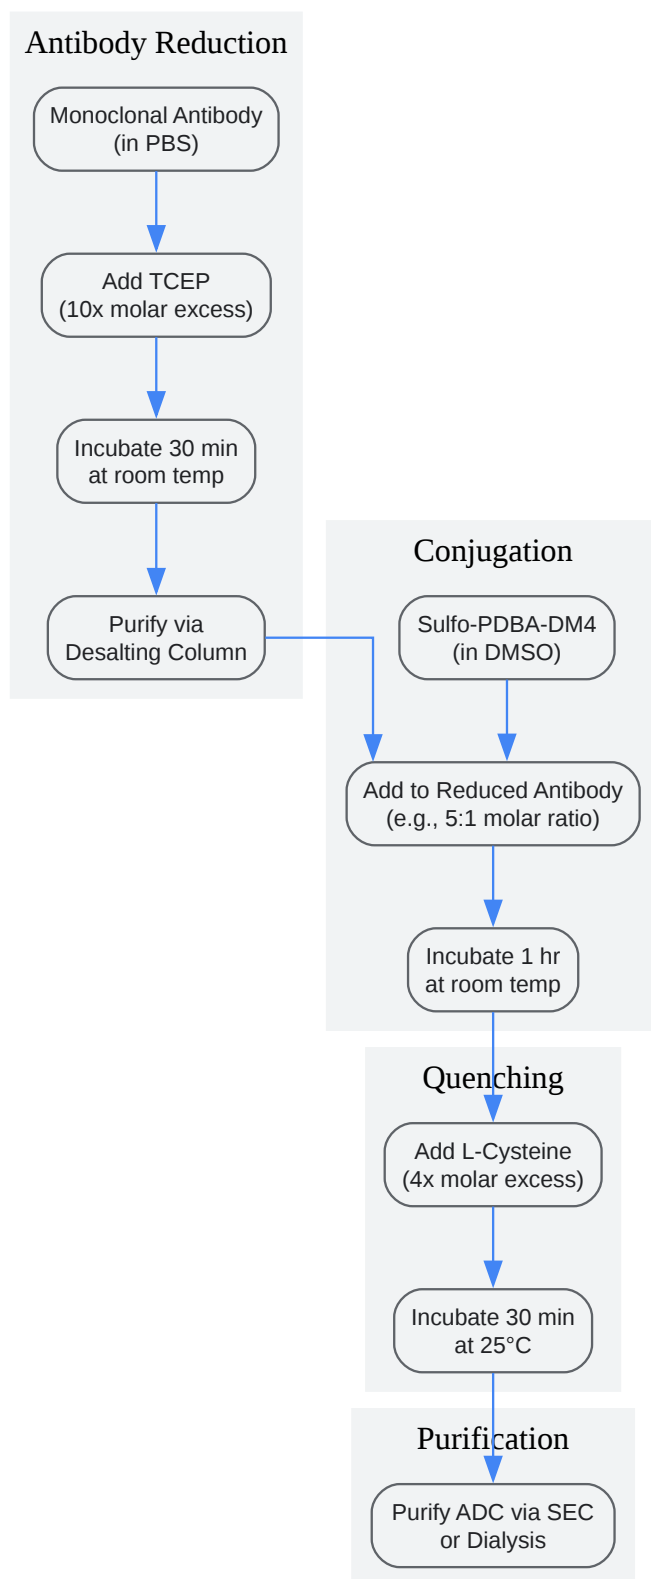 Antibody Reduction
Monoclonal Antibody
(in PBS)
Add TCEP
(10x molar excess)
Incubate 30 min
at room temp
Purify via
Desalting Column
Conjugation
Sulfo-PDBA-DM4
(in DMSO)
Add to Reduced Antibody
(e.g., 5:1 molar ratio)
Incubate 1 hr
at room temp
Quenching
Add L-Cysteine
(4x molar excess)
Incubate 30 min
at 25°C
Purification
Purify ADC via SEC
or Dialysis